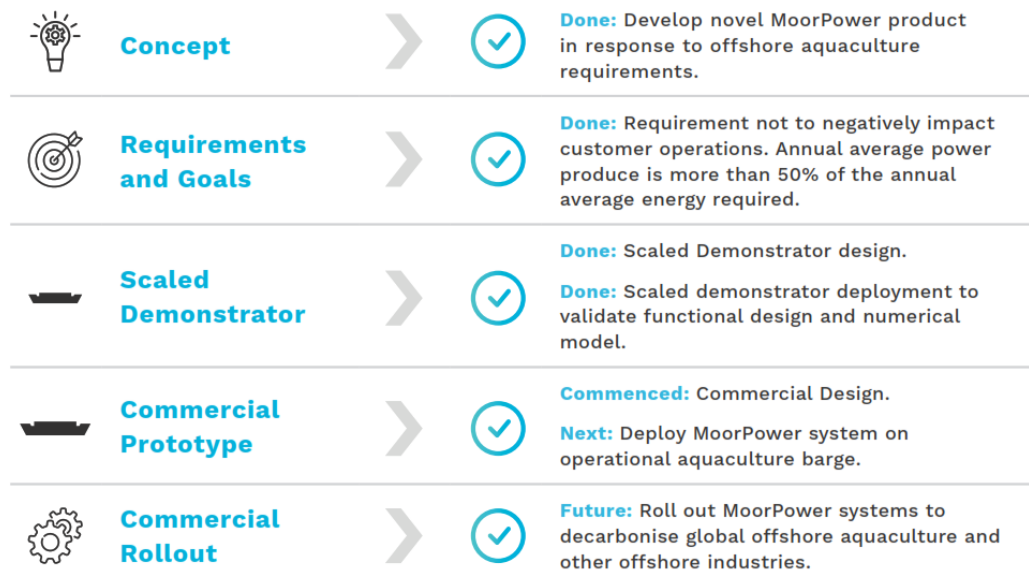 Concept
Done: Develop novel MoorPower product
in response to offshore aquaculture
requirements.
Requirements
and Goals
Done: Requirement not to negatively impact
customer operations. Annual average power
produce is more than 50% of the annual
average energy required.
Scaled
Demonstrator
Done: Scaled Demonstrator design.
Done: Scaled demonstrator deployment to
validate functional design and numerical
model.
Commercial
Prototype
Commenced: Commercial Design.
Next: Deploy MoorPower system on
operational aquaculture barge.
Commercial
Rollout
Future: Roll out MoorPower systems to
decarbonise global offshore aquaculture and
other offshore industries.